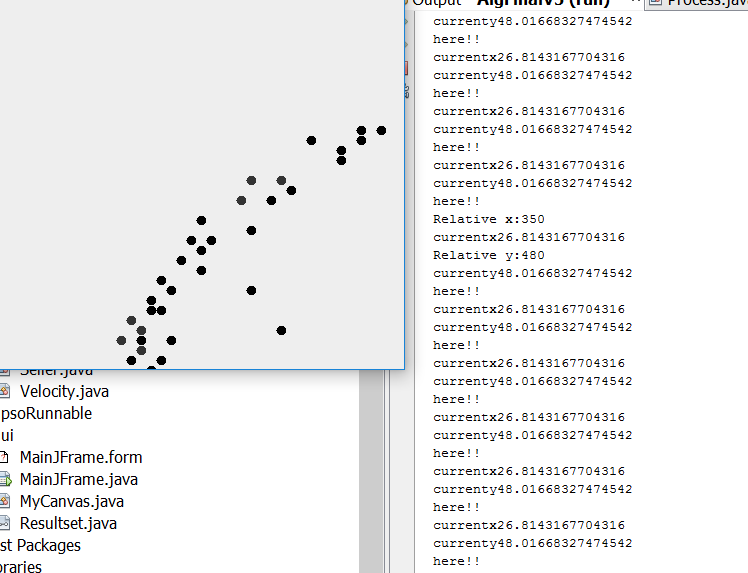 Output
AlgFinalV3 (run)
Process.java
currenty48.01668327474542
here!!
currentx26.8143167704316
currenty48.01668327474542
here!!
currentx26.8143167704316
currenty48.01668327474542
here!!
currentx26.8143167704316
currenty48.01668327474542
here!!
Relative x:350
currentx26.8143167704316
Relative y:480
currenty48.01668327474542
here!!
currentx26.8143167704316
currenty48.01668327474542
here!!
currentx26.8143167704316
currenty48.01668327474542
here!!
currentx26.8143167704316
currenty48.01668327474542
here!!
currentx26.8143167704316
currenty48.01668327474542
here!!
currentx26.8143167704316
currenty48.01668327474542
here!!
Seller.java
Velocity.java
psoRunnable
ui
MainJFrame.form
MainJFrame.java
MyCanvas.java
Resultset.java
st Packages
raries